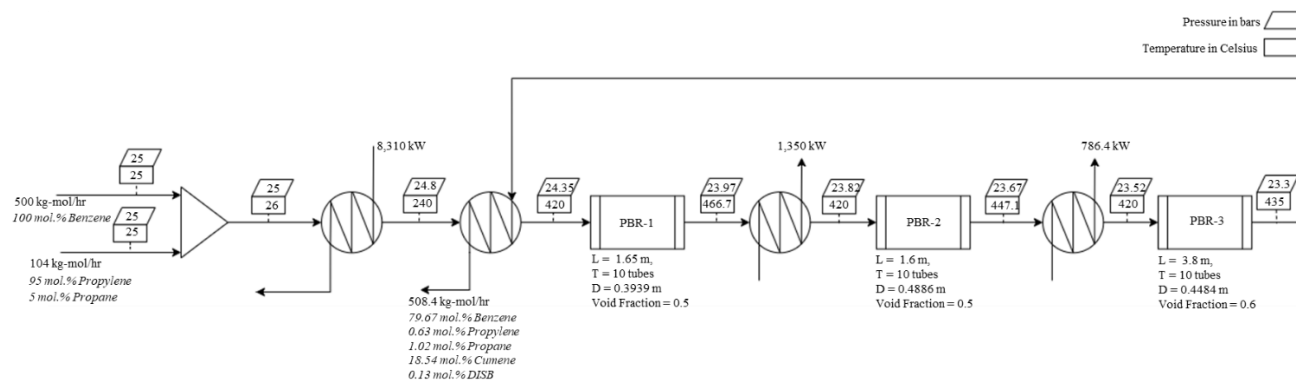 Pressure in bars
Temperature in Celsius
25
25
500 kg-mol/hr
100 mol.% Benzene
25
25
104 kg-mol/hr
95 mol.% Propylene
5 mol.% Propane
25
26
8,310 kW
24.8
240
508.4 kg-mol/hr
79.67 mol.% Benzene
0.63 mol.% Propylene
1.02 mol.% Propane
18.54 mol.% Cumene
0.13 mol.% DISB
24.35
420
PBR-1
L = 1.65 m,
T = 10 tubes
D = 0.3939 m
Void Fraction = 0.5
23.97
466.7
1,350 kW
23.82
420
PBR-2
L = 1.6 m,
T = 10 tubes
D = 0.4886 m
Void Fraction = 0.5
23.67
447.1
786.4 kW
23.52
420
PBR-3
L = 3.8 m,
T = 10 tubes
D = 0.4484 m
Void Fraction = 0.6
23.3
435